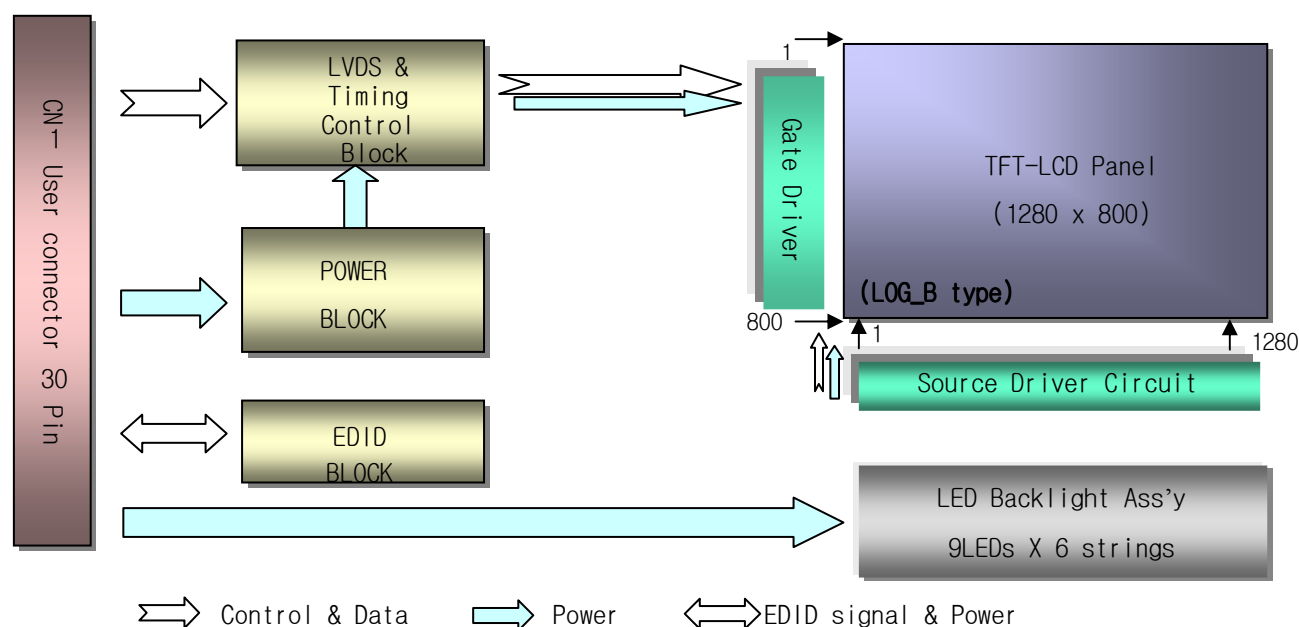 CN1- User connector 30 Pin
LVDS &
Timing
Control
Block
POWER
BLOCK
EDID
BLOCK
1
Gate Driver
800
TFT-LCD Panel
(1280 x 800)
(LOG_B type)
1
1280
Source Driver Circuit
LED Backlight Ass’y
9LEDs X 6 strings
Control & Data
Power
EDID signal & Power